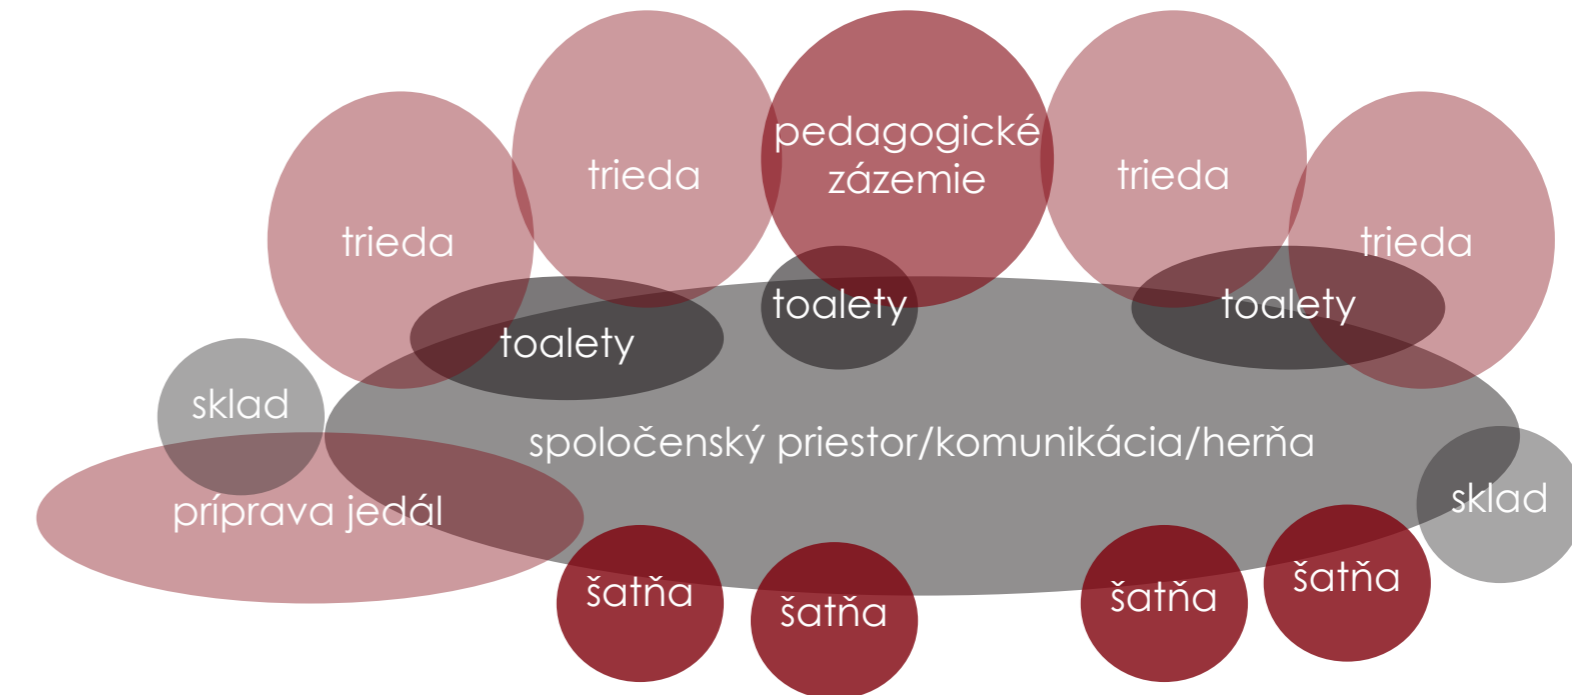 pedagogické
zázemie
trieda
trieda
trieda
trieda
toalety
toalety
toalety
sklad
spoločenský priestor/komunikácia/herňa
sklad
príprava jedál
šatňa
šatňa
šatňa
šatňa